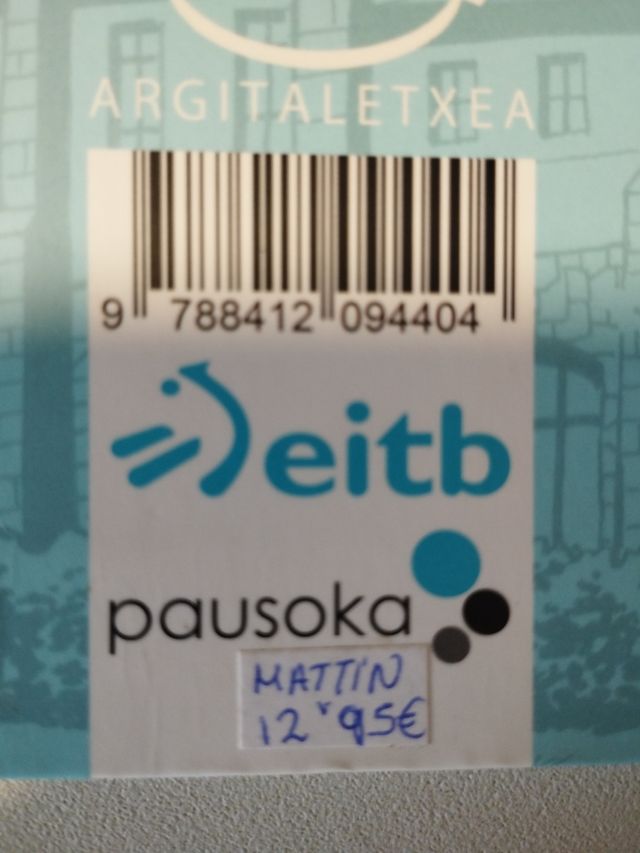 ARGITALETXEA
9 788412 094404
eitb
pausoka
MATTIN
12'95€